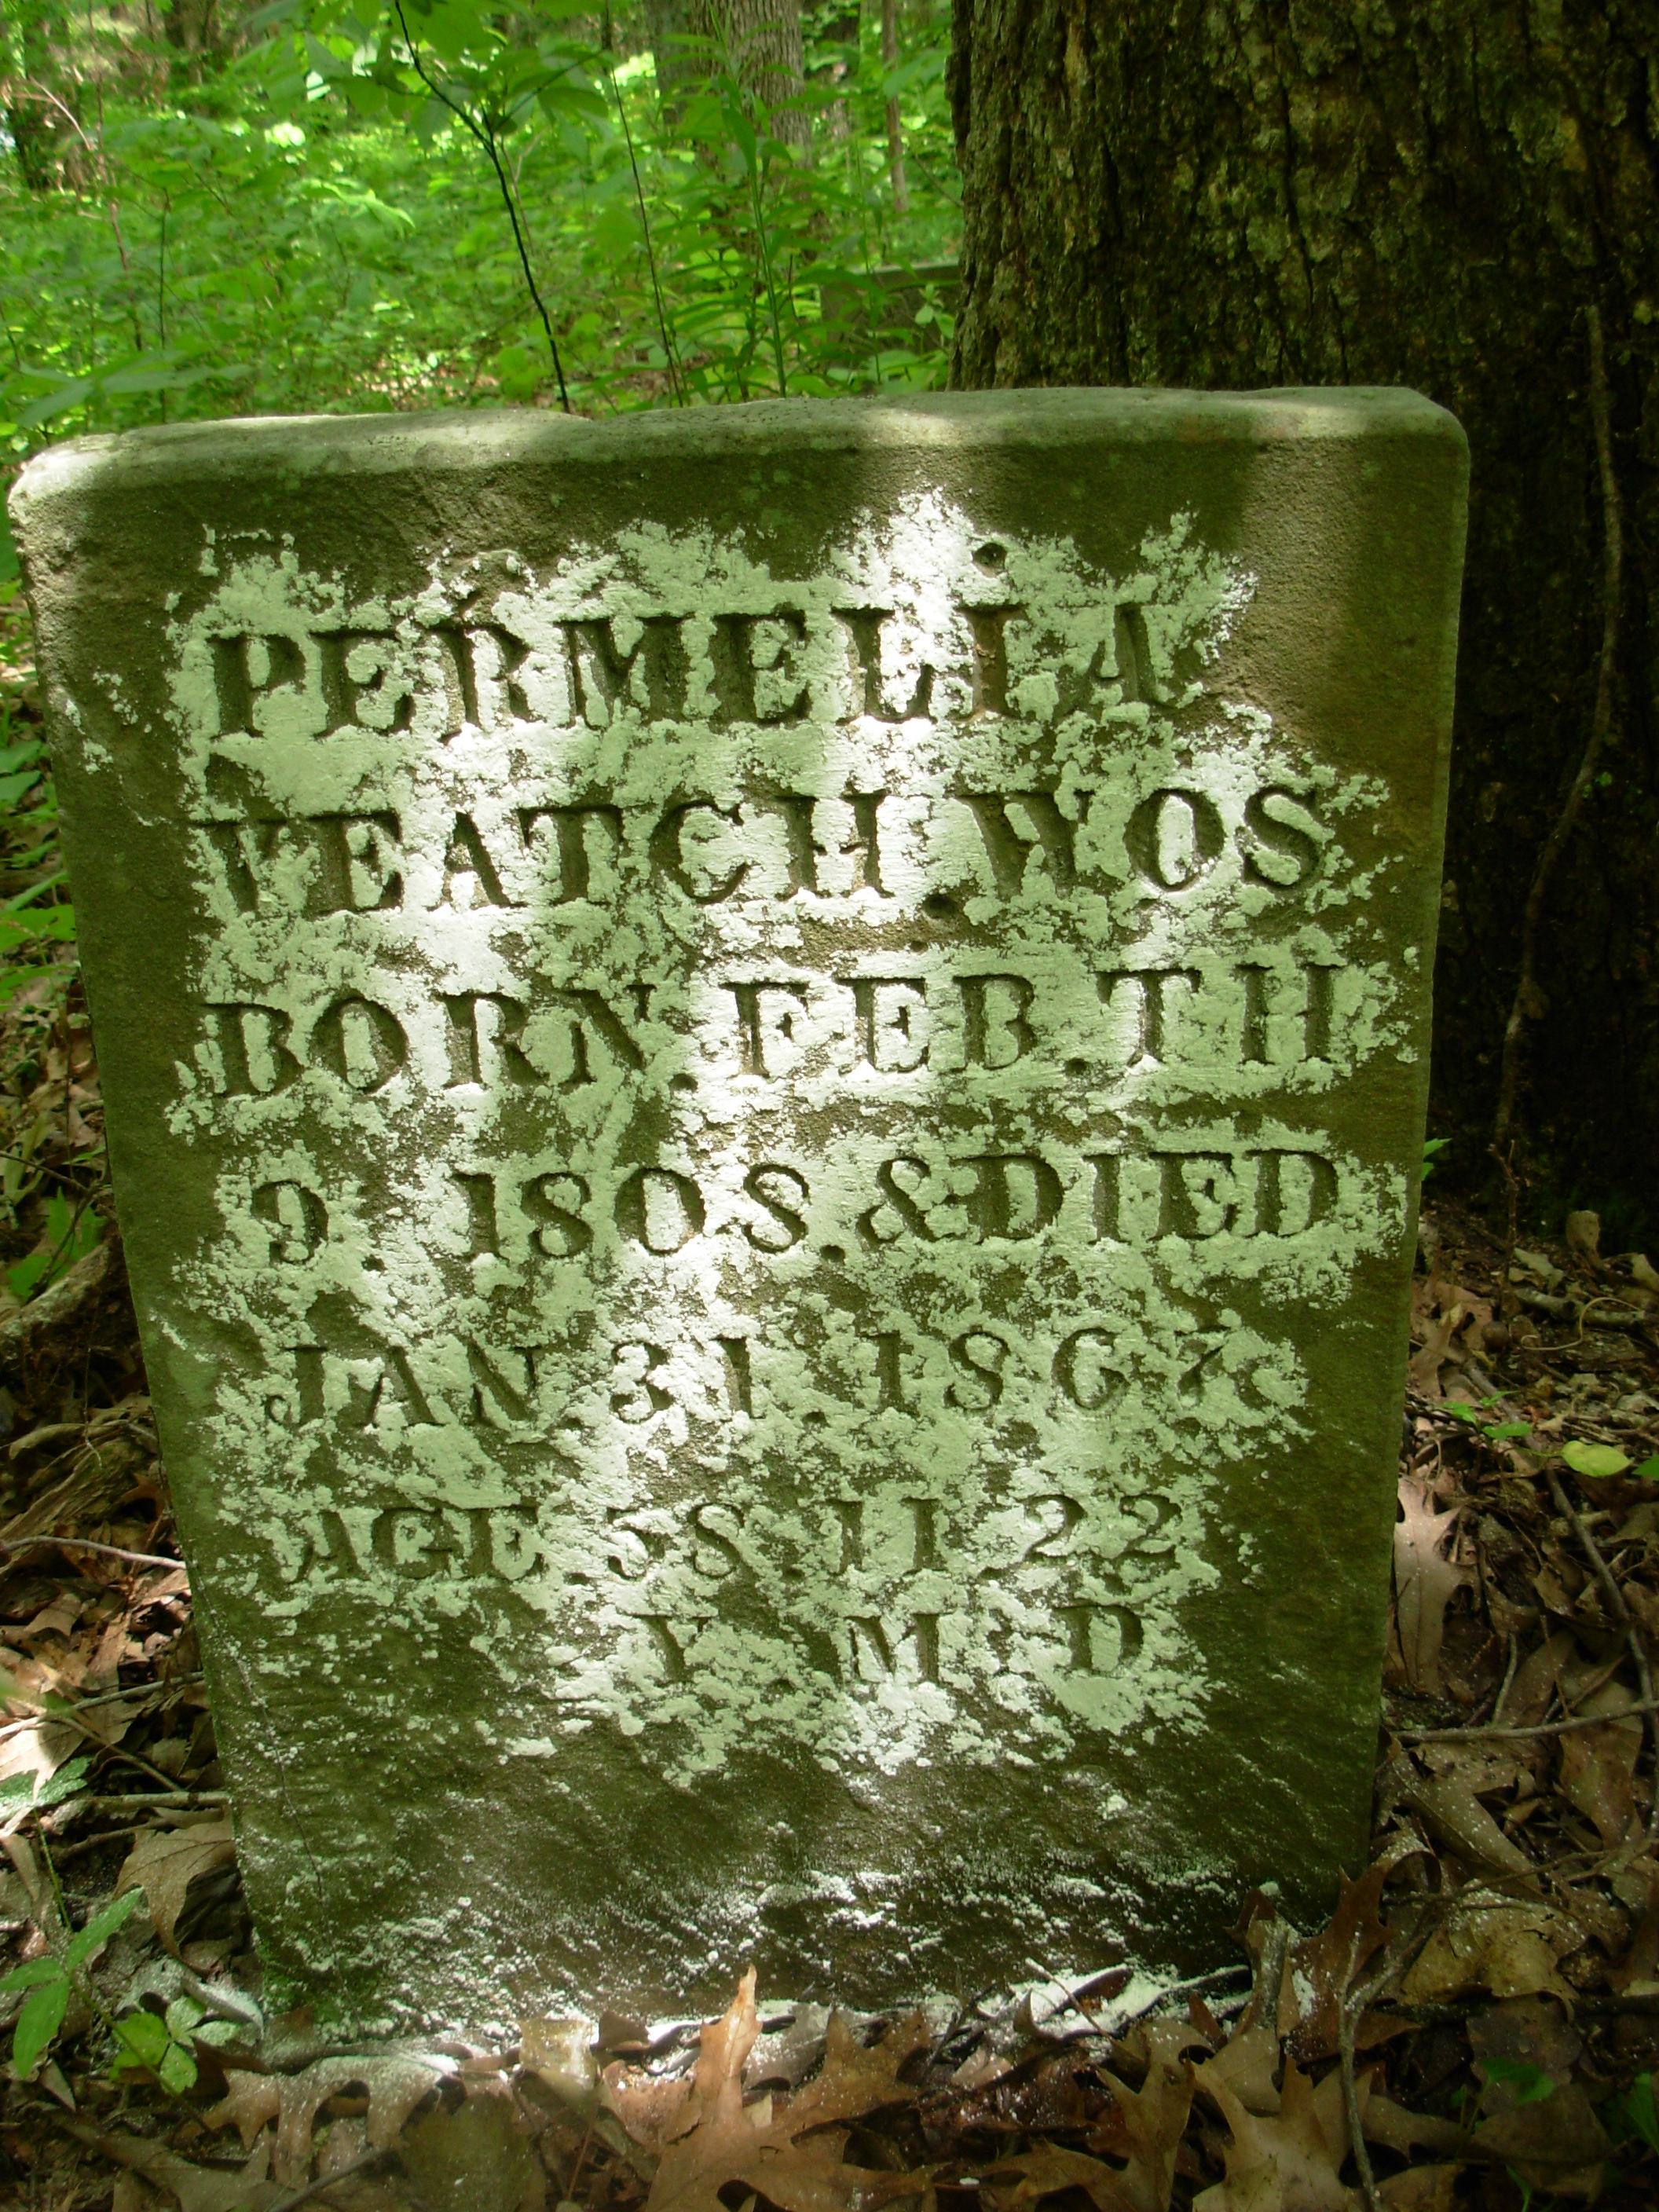 PERMELIA
VEATCH. WOS
BORN. FEB. TH
9. 1808. & DIED
JAN. 31. 1867
AGE. 58. 11. 22
Y. M. D